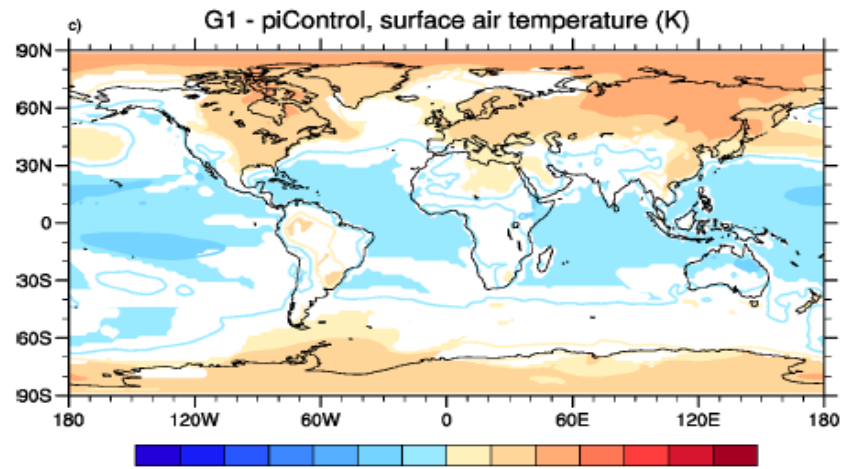 c) G1 - piControl, surface air temperature (K)
90N
60N
30N
0
30S
60S
90S
180 120W 60W 0 60E 120E 180